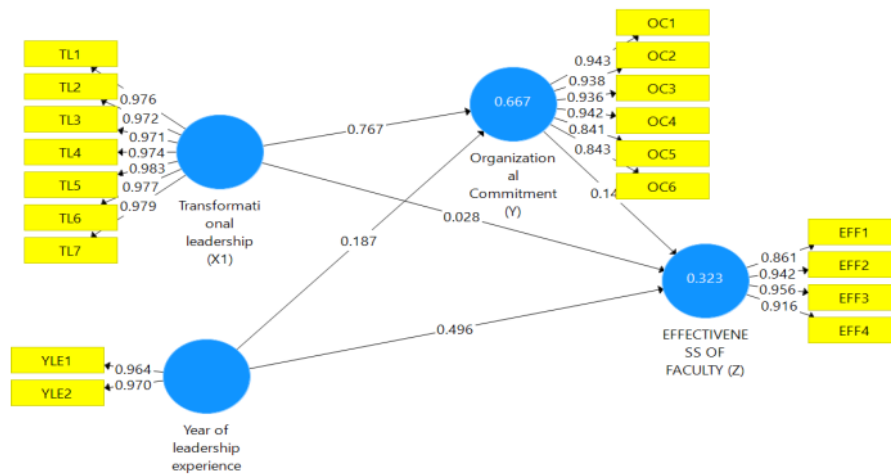 TL1
TL2
TL3
TL4
TL5
TL6
TL7
0.976
0.972
0.971
0.974
0.983
0.977
0.979
Transformati
onal
leadership
(X1)
YLE1
YLE2
0.964
0.970
Year of
leadership
experience
0.767
0.187
0.028
0.496
0.667
Organization
al
Commitment
(Y)
0.943
0.938
0.936
0.942
0.841
0.843
OC1
OC2
OC3
OC4
OC5
OC6
0.14
0.323
EFFECTIVENE
SS OF
FACULTY (Z)
0.861
0.942
0.956
0.916
EFF1
EFF2
EFF3
EFF4